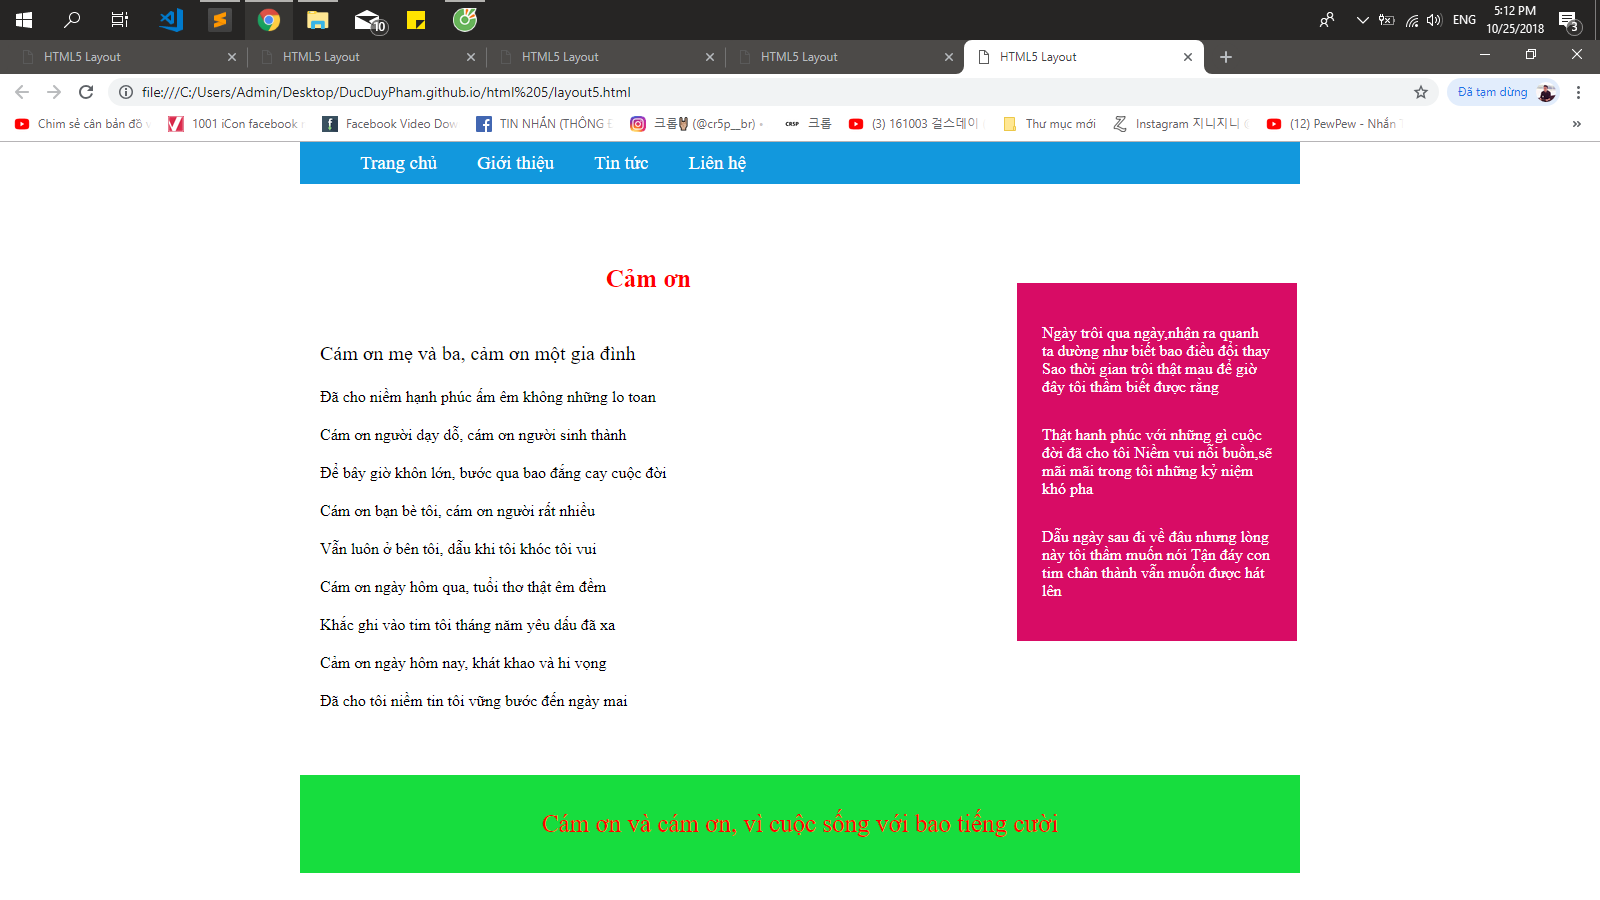 10
ENG
5:12 PM
10/25/2018
3
HTML5 Layout
HTML5 Layout
HTML5 Layout
HTML5 Layout
HTML5 Layout
file:///C:/Users/Admin/Desktop/DucDuyPham.github.io/html%205/layout5.html
Đã tạm dừng
Chim sẻ cân bản đồ
1001 iCon facebook
Facebook Video Dow
TIN NHẮN (THÔNG
크롭 (@cr5p__br) •
CRSP 크롭
(3) 161003 걸스데이
Thư mục mới
Instagram 지니지니
(12) PewPew - Nhắn
Trang chủ Giới thiệu Tin tức Liên hệ
Cảm ơn
Cám ơn mẹ và ba, cảm ơn một gia đình
Đã cho niềm hạnh phúc ấm êm không những lo toan
Cám ơn người dạy dỗ, cám ơn người sinh thành
Để bây giờ khôn lớn, bước qua bao đắng cay cuộc đời
Cám ơn bạn bè tôi, cám ơn người rất nhiều
Vẫn luôn ở bên tôi, dẫu khi tôi khóc tôi vui
Cám ơn ngày hôm qua, tuổi thơ thật êm đềm
Khắc ghi vào tim tôi tháng năm yêu dấu đã xa
Cảm ơn ngày hôm nay, khát khao và hi vọng
Đã cho tôi niềm tin tôi vững bước đến ngày mai
Ngày trôi qua ngày,nhận ra quanh
ta dường như biết bao điều đổi thay
Sao thời gian trôi thật mau để giờ
đây tôi thầm biết được rằng
Thật hanh phúc với những gì cuộc
đời đã cho tôi Niềm vui nỗi buồn,sẽ
mãi mãi trong tôi những kỷ niệm
khó pha
Dẫu ngày sau đi về đâu nhưng lòng
này tôi thầm muốn nói Tận đáy con
tim chân thành vẫn muốn được hát
lên
Cám ơn và cám ơn, vì cuộc sống với bao tiếng cười